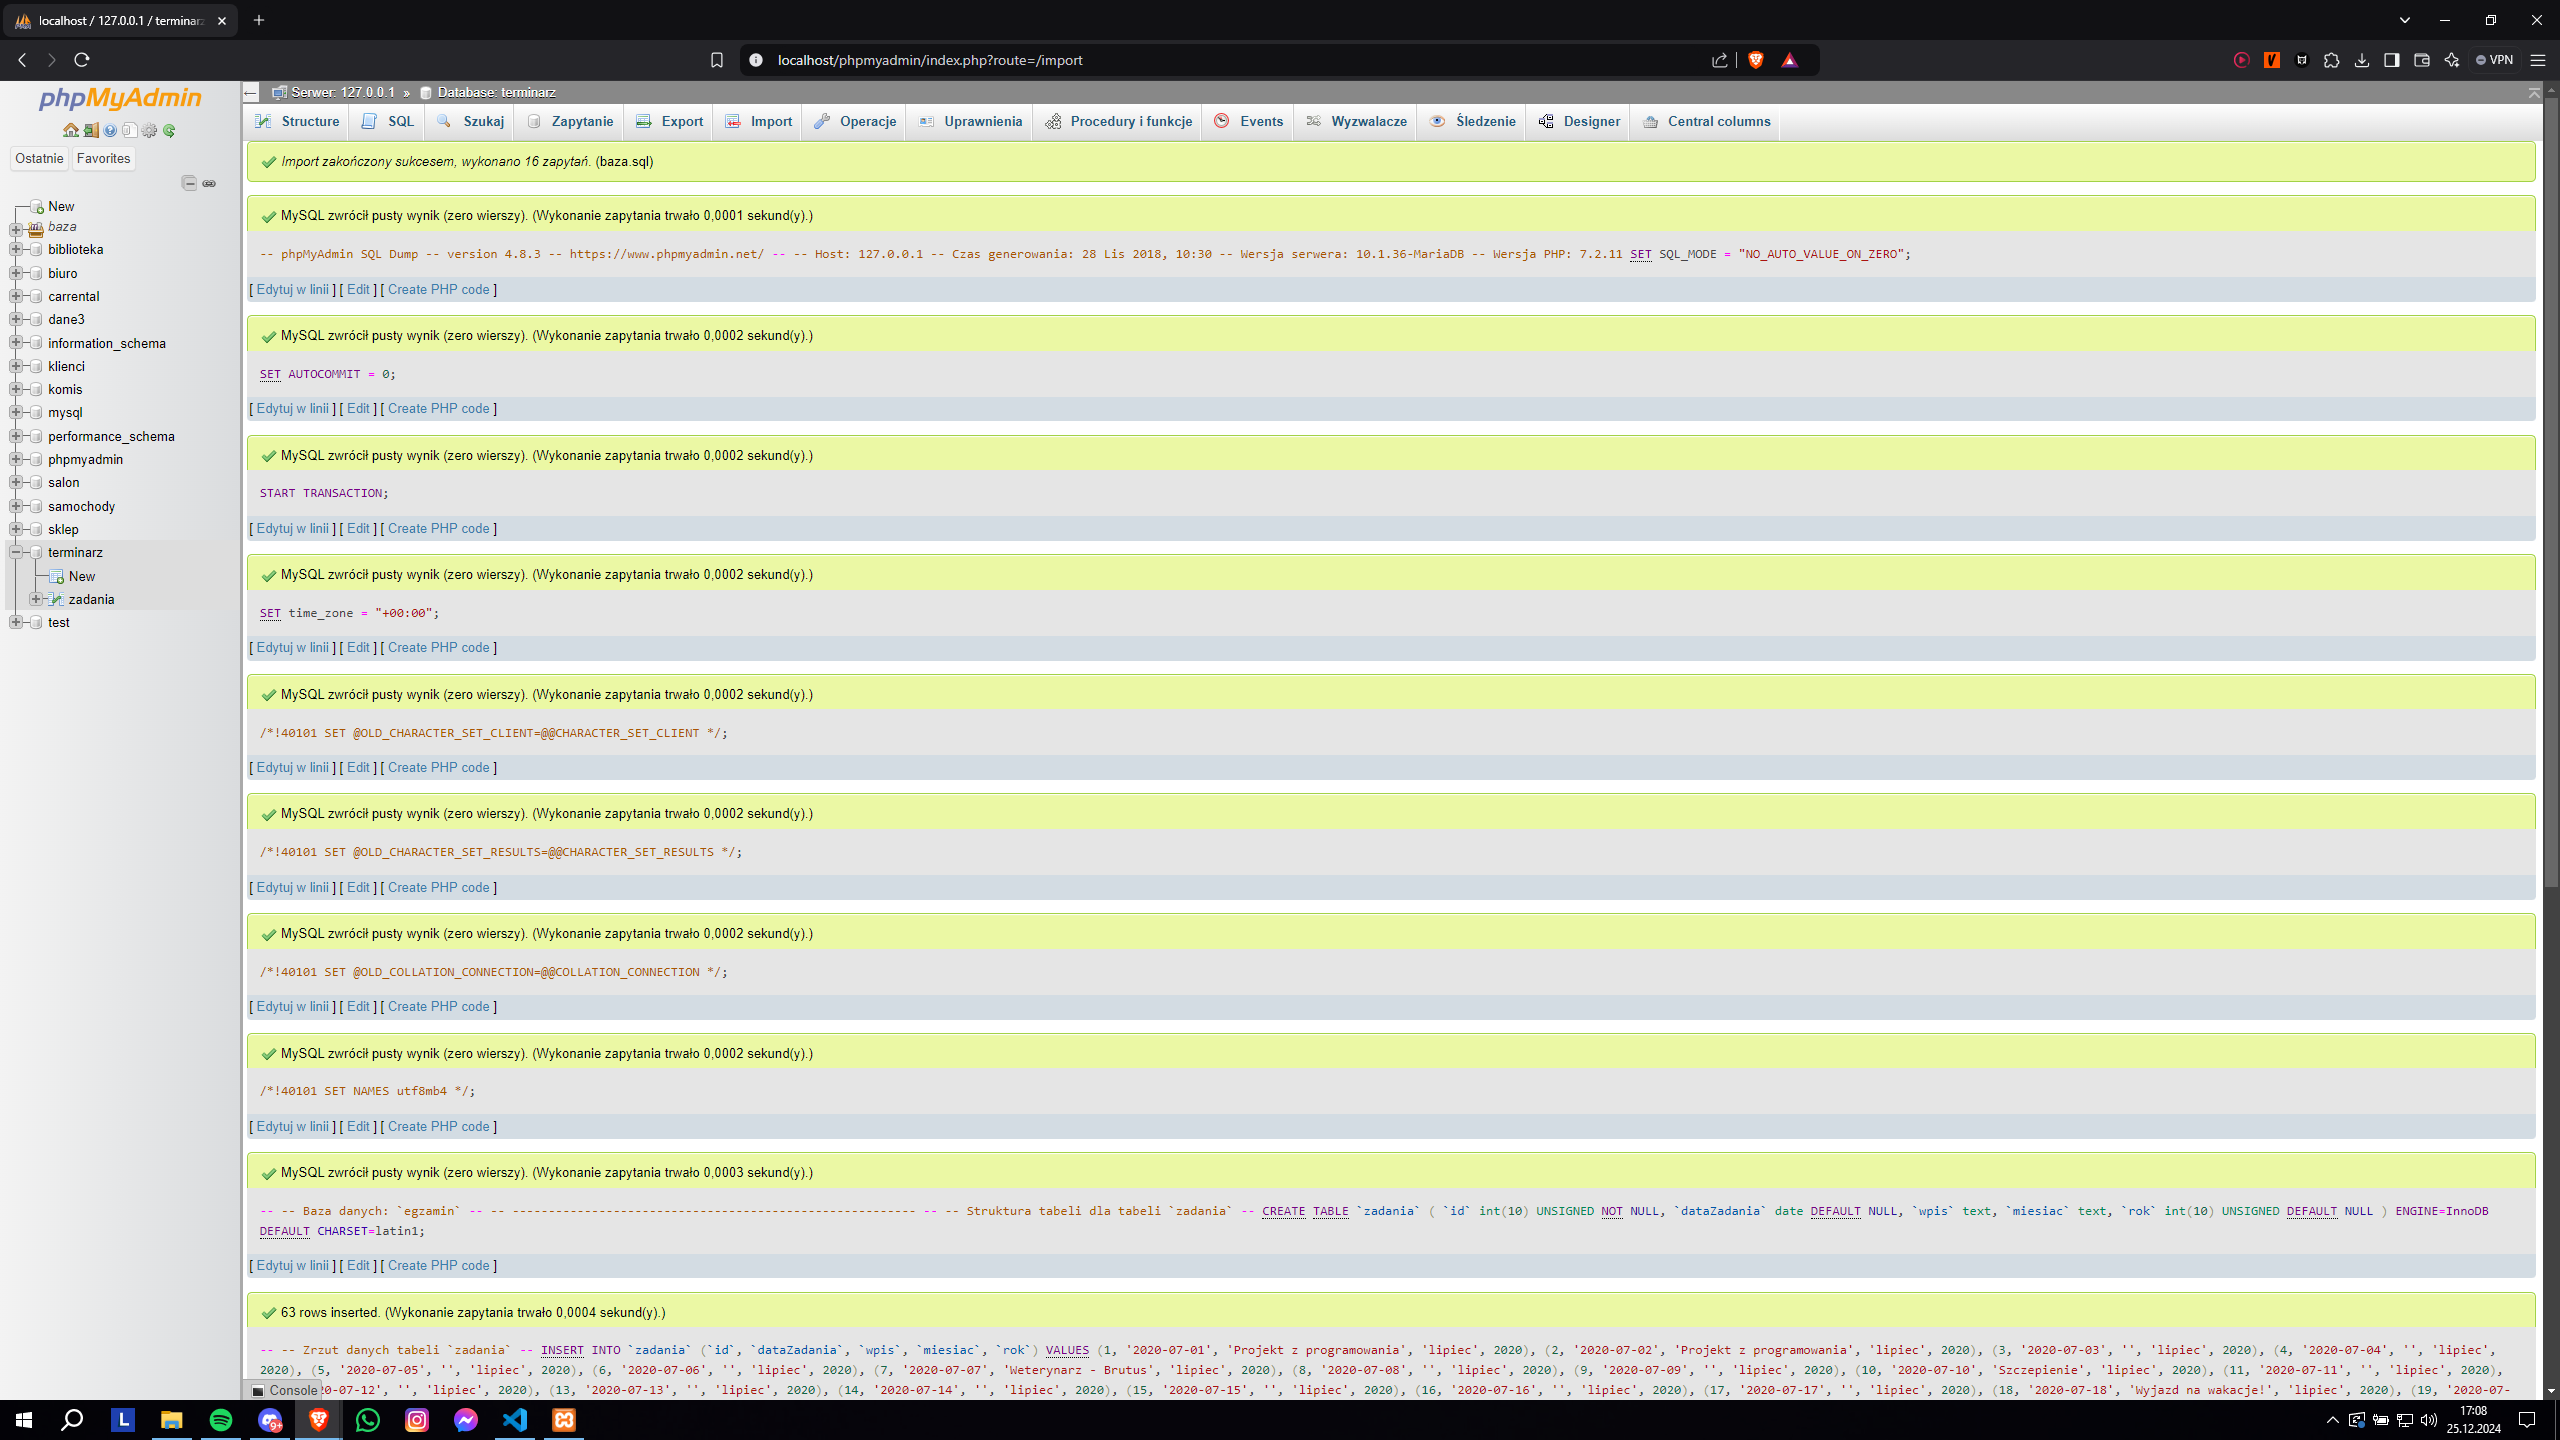 localhost / 127.0.0.1 / terminarz
localhost/phpmyadmin/index.php?route=/import
VPN
phpMyAdmin
Ostatnie Favorites
New
baza
biblioteka
biuro
carrental
dane3
information_schema
klienci
komis
mysql
performance_schema
phpmyadmin
salon
samochody
sklep
terminarz
New
zadania
test
Serwer: 127.0.0.1 » Database: terminarz
Structure SQL Szukaj Zapytanie Export Import Operacje Uprawnienia Procedury i funkcje Events Wyzwalacze Śledzenie Designer Central columns
Import zakończony sukcesem, wykonano 16 zapytań. (baza.sql)
MySQL zwrócił pusty wynik (zero wierszy). (Wykonanie zapytania trwało 0,0001 sekund(y).)
-- phpMyAdmin SQL Dump -- version 4.8.3 -- https://www.phpmyadmin.net/ -- -- Host: 127.0.0.1 -- Czas generowania: 28 Lis 2018, 10:30 -- Wersja serwera: 10.1.36-MariaDB -- Wersja PHP: 7.2.11 SET SQL_MODE = "NO_AUTO_VALUE_ON_ZERO";
[ Edytuj w linii ] [ Edit ] [ Create PHP code ]
MySQL zwrócił pusty wynik (zero wierszy). (Wykonanie zapytania trwało 0,0002 sekund(y).)
SET AUTOCOMMIT = 0;
[ Edytuj w linii ] [ Edit ] [ Create PHP code ]
MySQL zwrócił pusty wynik (zero wierszy). (Wykonanie zapytania trwało 0,0002 sekund(y).)
START TRANSACTION;
[ Edytuj w linii ] [ Edit ] [ Create PHP code ]
MySQL zwrócił pusty wynik (zero wierszy). (Wykonanie zapytania trwało 0,0002 sekund(y).)
SET time_zone = "+00:00";
[ Edytuj w linii ] [ Edit ] [ Create PHP code ]
MySQL zwrócił pusty wynik (zero wierszy). (Wykonanie zapytania trwało 0,0002 sekund(y).)
/*!40101 SET @OLD_CHARACTER_SET_CLIENT=@@CHARACTER_SET_CLIENT */;
[ Edytuj w linii ] [ Edit ] [ Create PHP code ]
MySQL zwrócił pusty wynik (zero wierszy). (Wykonanie zapytania trwało 0,0002 sekund(y).)
/*!40101 SET @OLD_CHARACTER_SET_RESULTS=@@CHARACTER_SET_RESULTS */;
[ Edytuj w linii ] [ Edit ] [ Create PHP code ]
MySQL zwrócił pusty wynik (zero wierszy). (Wykonanie zapytania trwało 0,0002 sekund(y).)
/*!40101 SET @OLD_COLLATION_CONNECTION=@@COLLATION_CONNECTION */;
[ Edytuj w linii ] [ Edit ] [ Create PHP code ]
MySQL zwrócił pusty wynik (zero wierszy). (Wykonanie zapytania trwało 0,0002 sekund(y).)
/*!40101 SET NAMES utf8mb4 */;
[ Edytuj w linii ] [ Edit ] [ Create PHP code ]
MySQL zwrócił pusty wynik (zero wierszy). (Wykonanie zapytania trwało 0,0003 sekund(y).)
-- -- Baza danych: `egzamin` -- -- -------------------------------------------------------- -- -- Struktura tabeli dla tabeli `zadania` -- CREATE TABLE `zadania` ( `id` int(10) UNSIGNED NOT NULL, `dataZadania` date DEFAULT NULL, `wpis` text, `miesiac` text, `rok` int(10) UNSIGNED DEFAULT NULL ) ENGINE=InnoDB
DEFAULT CHARSET=latin1;
[ Edytuj w linii ] [ Edit ] [ Create PHP code ]
63 rows inserted. (Wykonanie zapytania trwało 0,0004 sekund(y).)
-- -- Zrzut danych tabeli `zadania` -- INSERT INTO `zadania` (`id`, `dataZadania`, `wpis`, `miesiac`, `rok`) VALUES (1, '2020-07-01', 'Projekt z programowania', 'lipiec', 2020), (2, '2020-07-02', 'Projekt z programowania', 'lipiec', 2020), (3, '2020-07-03', '', 'lipiec', 2020), (4, '2020-07-04', '', 'lipiec',
2020), (5, '2020-07-05', '', 'lipiec', 2020), (6, '2020-07-06', '', 'lipiec', 2020), (7, '2020-07-07', 'Weterynarz - Brutus', 'lipiec', 2020), (8, '2020-07-08', '', 'lipiec', 2020), (9, '2020-07-09', '', 'lipiec', 2020), (10, '2020-07-10', 'Szczepienie', 'lipiec', 2020), (11, '2020-07-11', '', 'lipiec', 2020),
0-07-12', '', 'lipiec', 2020), (13, '2020-07-13', '', 'lipiec', 2020), (14, '2020-07-14', '', 'lipiec', 2020), (15, '2020-07-15', '', 'lipiec', 2020), (16, '2020-07-16', '', 'lipiec', 2020), (17, '2020-07-17', '', 'lipiec', 2020), (18, '2020-07-18', 'Wyjazd na wakacje!', 'lipiec', 2020), (19, '2020-07-
Console
L
9+
17:08
25.12.2024